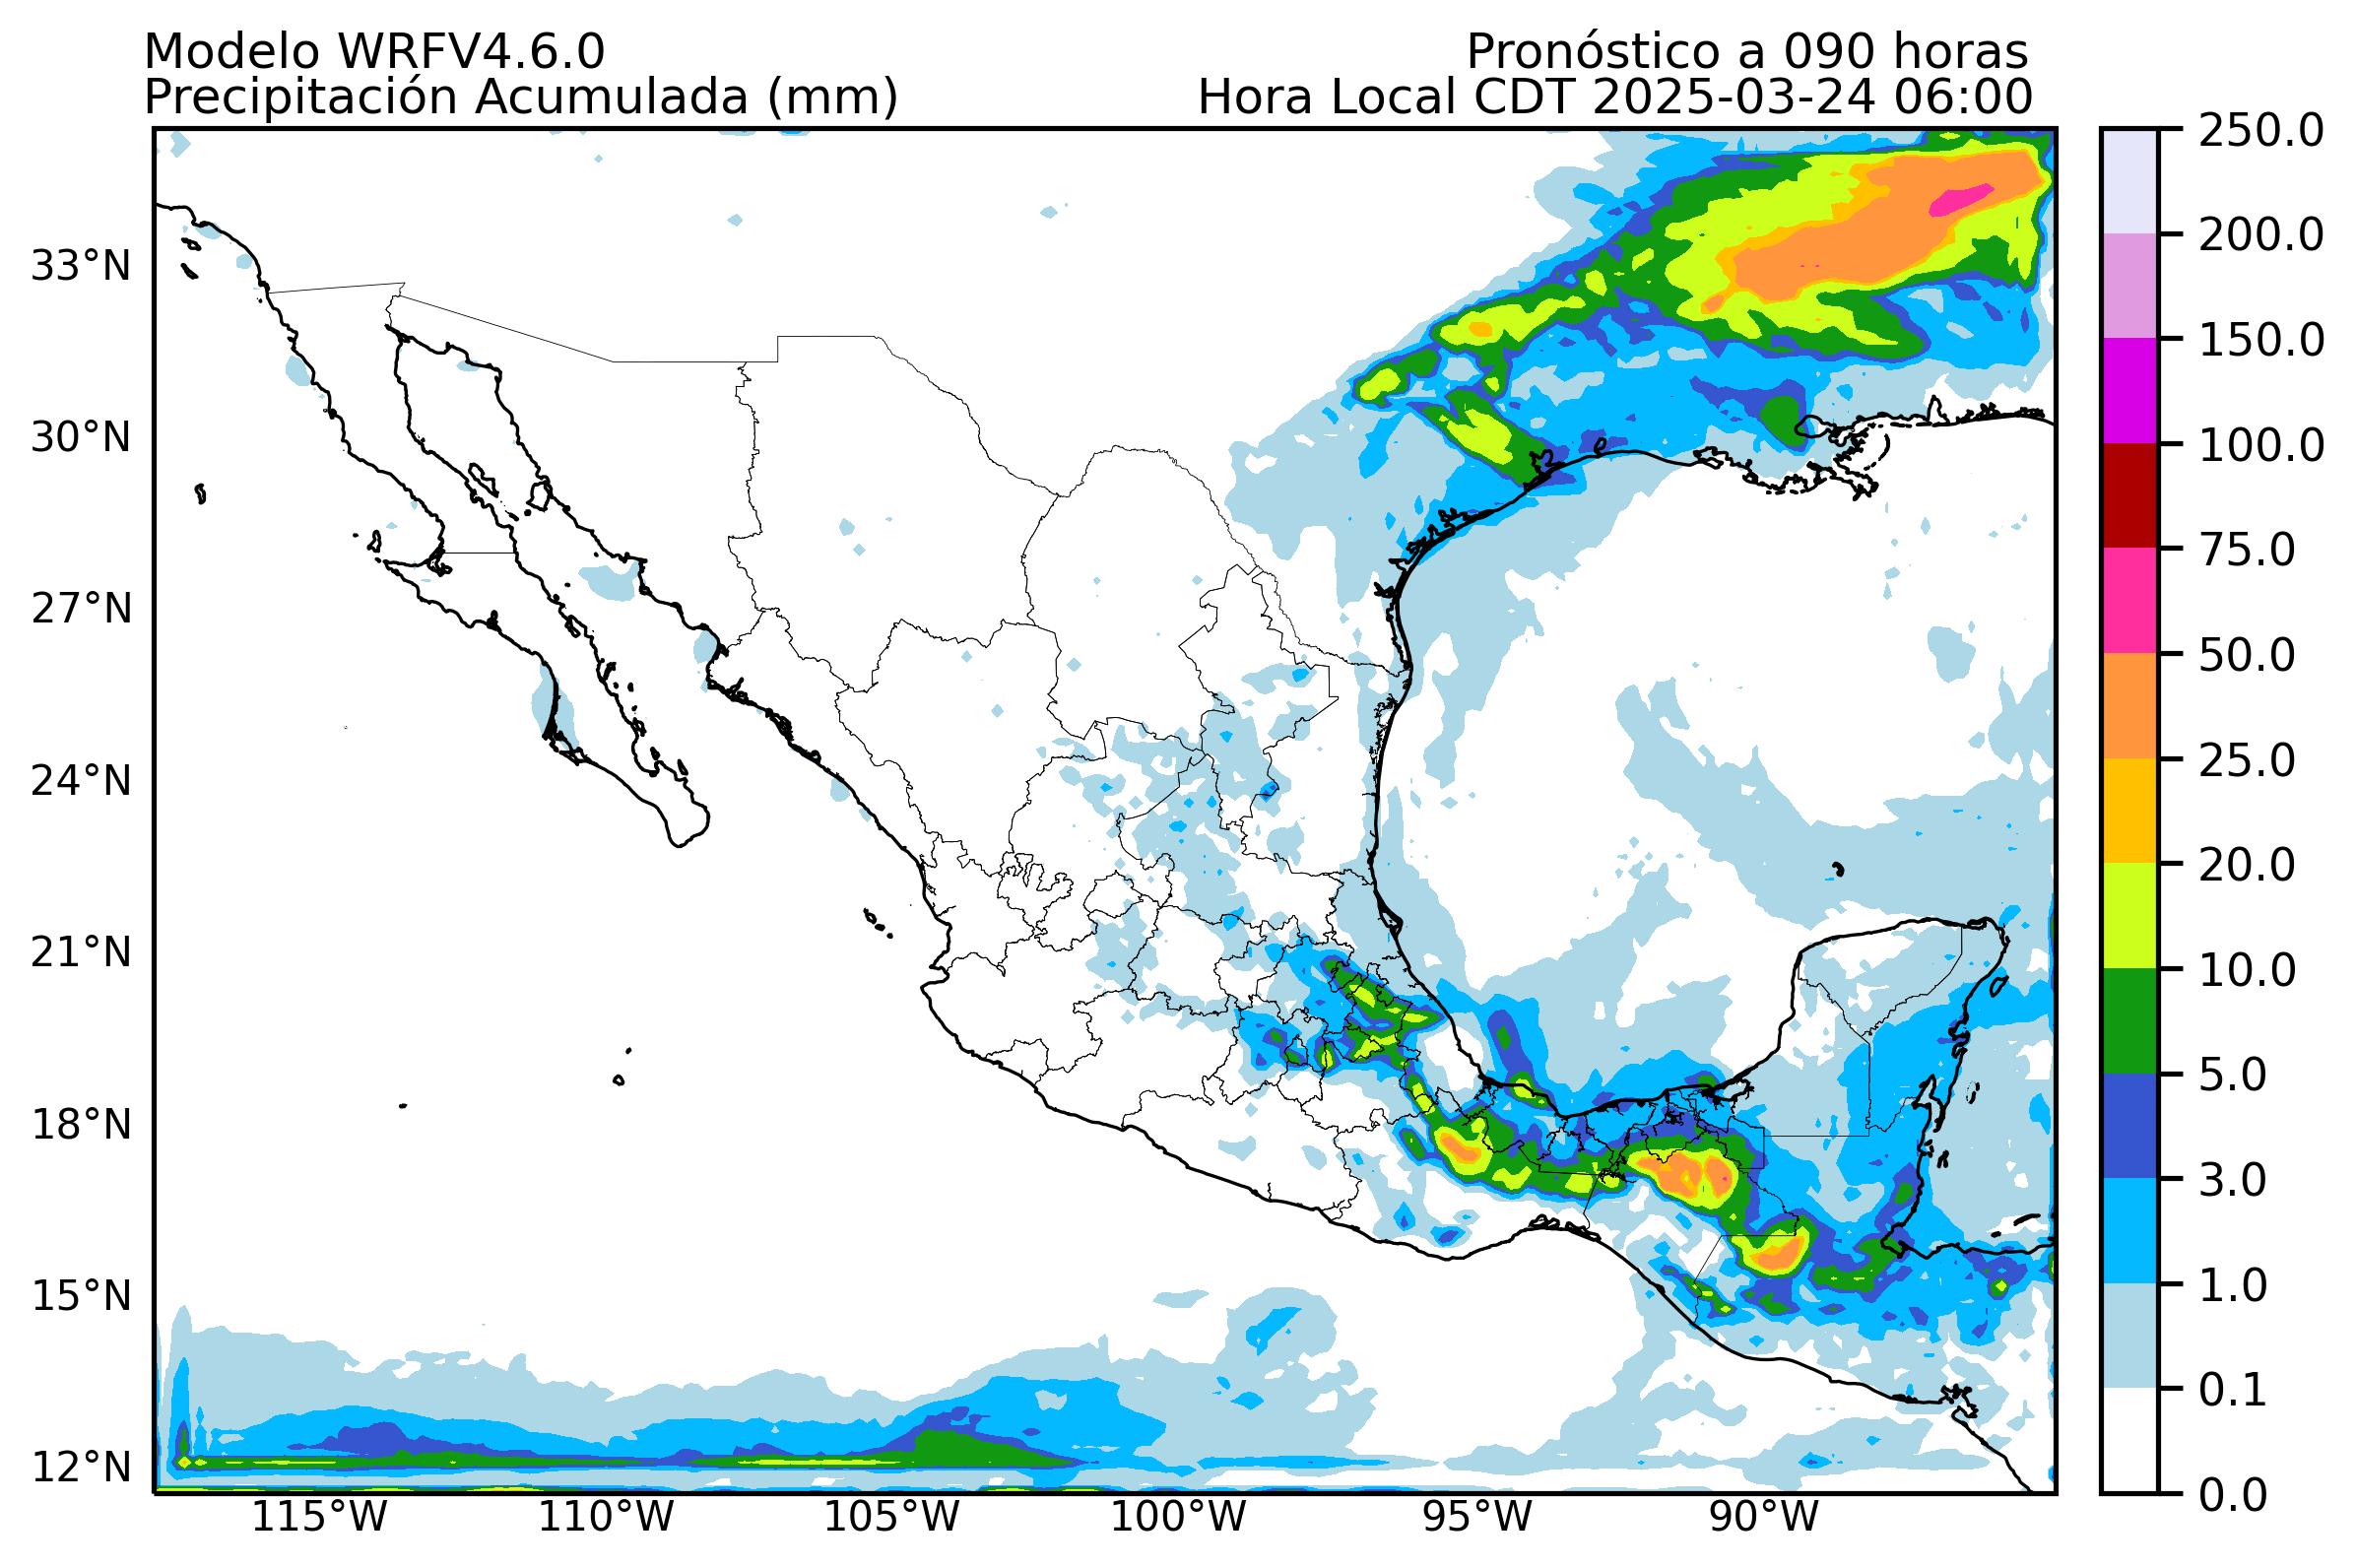 Modelo WRFV4.6.0
Pronóstico a 090 horas
Precipitación Acumulada (mm)
Hora Local CDT 2025-03-24 06:00
33°N
30°N
27°N
24°N
21°N
18°N
15°N
12°N
115°W
110°W
105°W
100°W
95°W
90°W
250.0
200.0
150.0
100.0
75.0
50.0
25.0
20.0
10.0
5.0
3.0
1.0
0.1
0.0